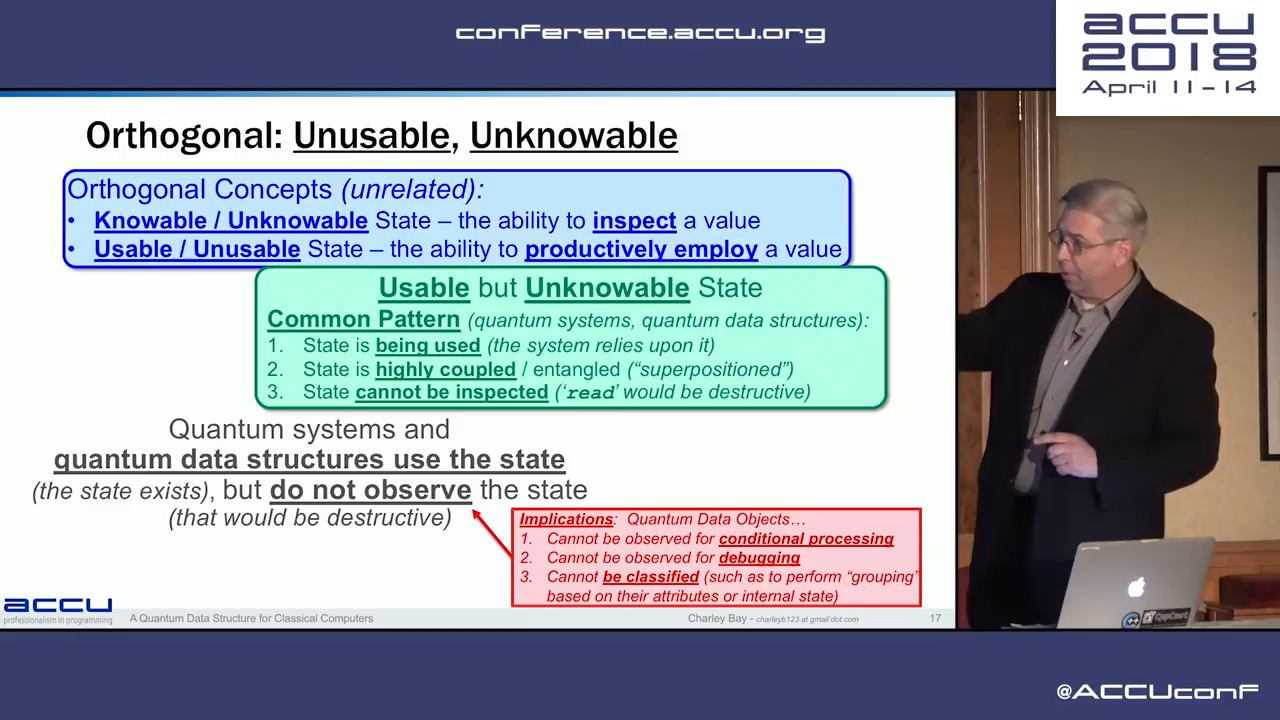 conference.accu.org
accu
2018
April 11-14
Orthogonal: Unusable, Unknowable
Orthogonal Concepts (unrelated):
• Knowable / Unknowable State – the ability to inspect a value
• Usable / Unusable State – the ability to productively employ a value
Usable but Unknowable State
Common Pattern (quantum systems, quantum data structures):
1. State is being used (the system relies upon it)
2. State is highly coupled / entangled (“superpositioned”)
3. State cannot be inspected (‘read’ would be destructive)
Quantum systems and
quantum data structures use the state
(the state exists), but do not observe the state
(that would be destructive)
Implications: Quantum Data Objects…
1. Cannot be observed for conditional processing
2. Cannot be observed for debugging
3. Cannot be classified (such as to perform “grouping”
based on their attributes or internal state)
accu
professionalism in programming
A Quantum Data Structure for Classical Computers
Charley Bay - charleyb123 at gmail dot com
17
@ACCUconf